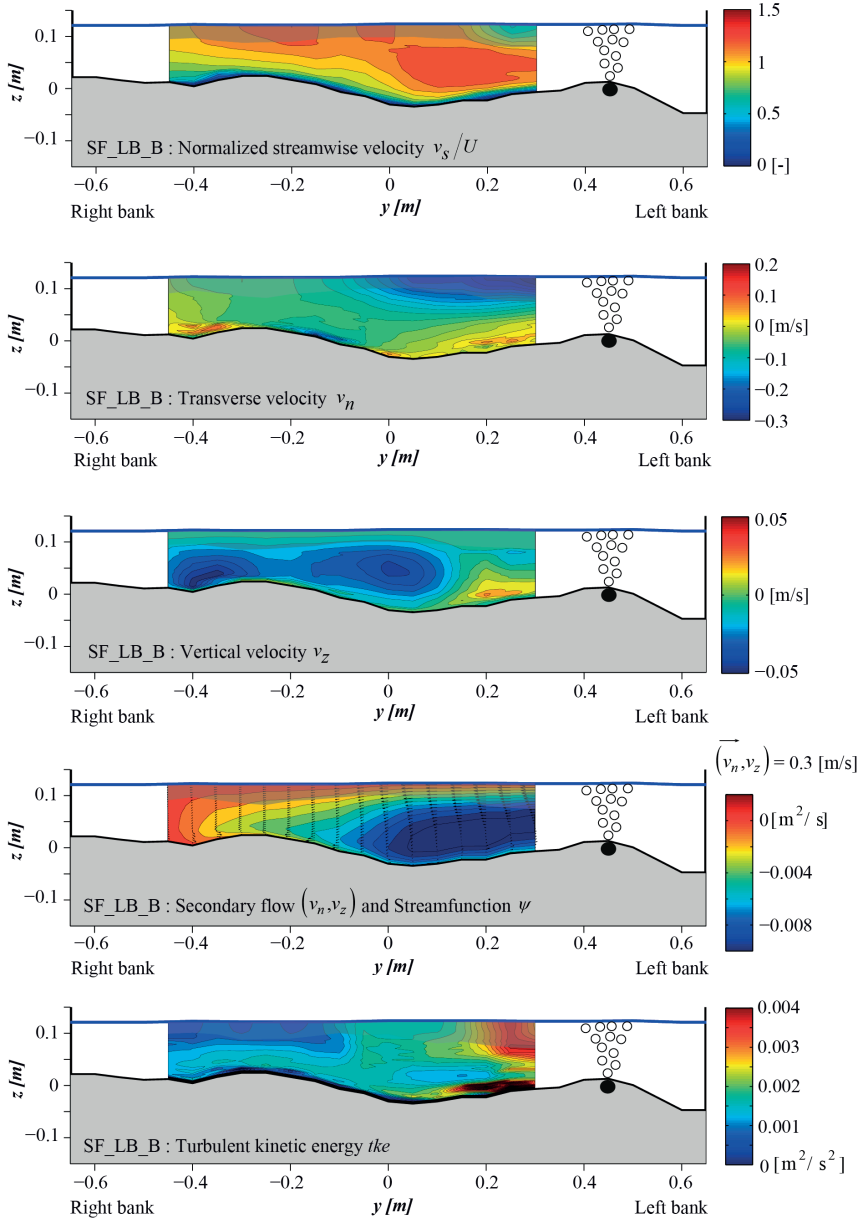 z [m]
0.1
0
−0.1
SF_LB_B : Normalized streamwise velocity v_s/U
−0.6 −0.4 −0.2 0 0.2 0.4 0.6
Right bank y [m] Left bank
1.5
1
0.5
0 [-]
z [m]
0.1
0
−0.1
SF_LB_B : Transverse velocity v_n
−0.6 −0.4 −0.2 0 0.2 0.4 0.6
Right bank y [m] Left bank
0.2
0.1
0 [m/s]
−0.1
−0.2
−0.3
z [m]
0.1
0
−0.1
SF_LB_B : Vertical velocity v_z
−0.6 −0.4 −0.2 0 0.2 0.4 0.6
Right bank y [m] Left bank
0.05
0 [m/s]
−0.05
(v_n,v_z) = 0.3 [m/s]
z [m]
0.1
0
−0.1
SF_LB_B : Secondary flow (v_n,v_z) and Streamfunction ψ
−0.6 −0.4 −0.2 0 0.2 0.4 0.6
Right bank y [m] Left bank
0 [m²/ s]
−0.004
−0.008
z [m]
0.1
0
−0.1
SF_LB_B : Turbulent kinetic energy tke
−0.6 −0.4 −0.2 0 0.2 0.4 0.6
Right bank y [m] Left bank
0.004
0.003
0.002
0.001
0 [m²/ s²]